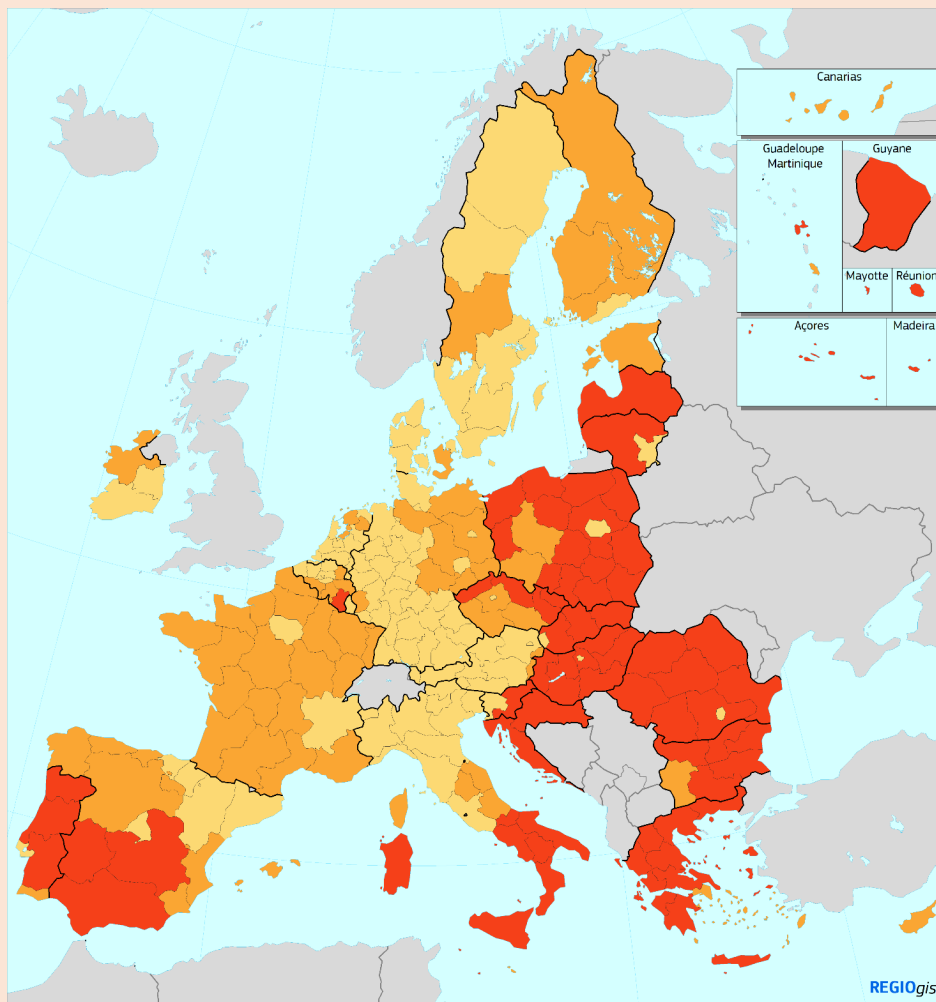 Canarias
Guadeloupe
Martinique
Guyane
Mayotte
Réunion
Açores
Madeira
REGIOgis